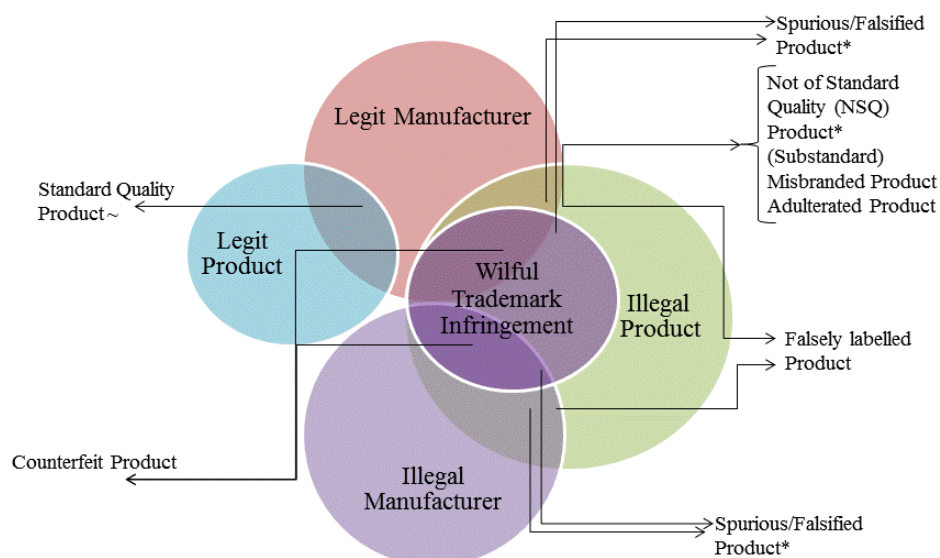 Spurious/Falsified
Product*
Not of Standard
Quality (NSQ)
Product*
(Substandard)
Misbranded Product
Adulterated Product
Legit Manufacturer
Standard Quality
Product~
Legit
Product
Wilful
Trademark
Infringement
Illegal
Product
Falsely labelled
Product
Counterfeit Product
Illegal
Manufacturer
Spurious/Falsified
Product*